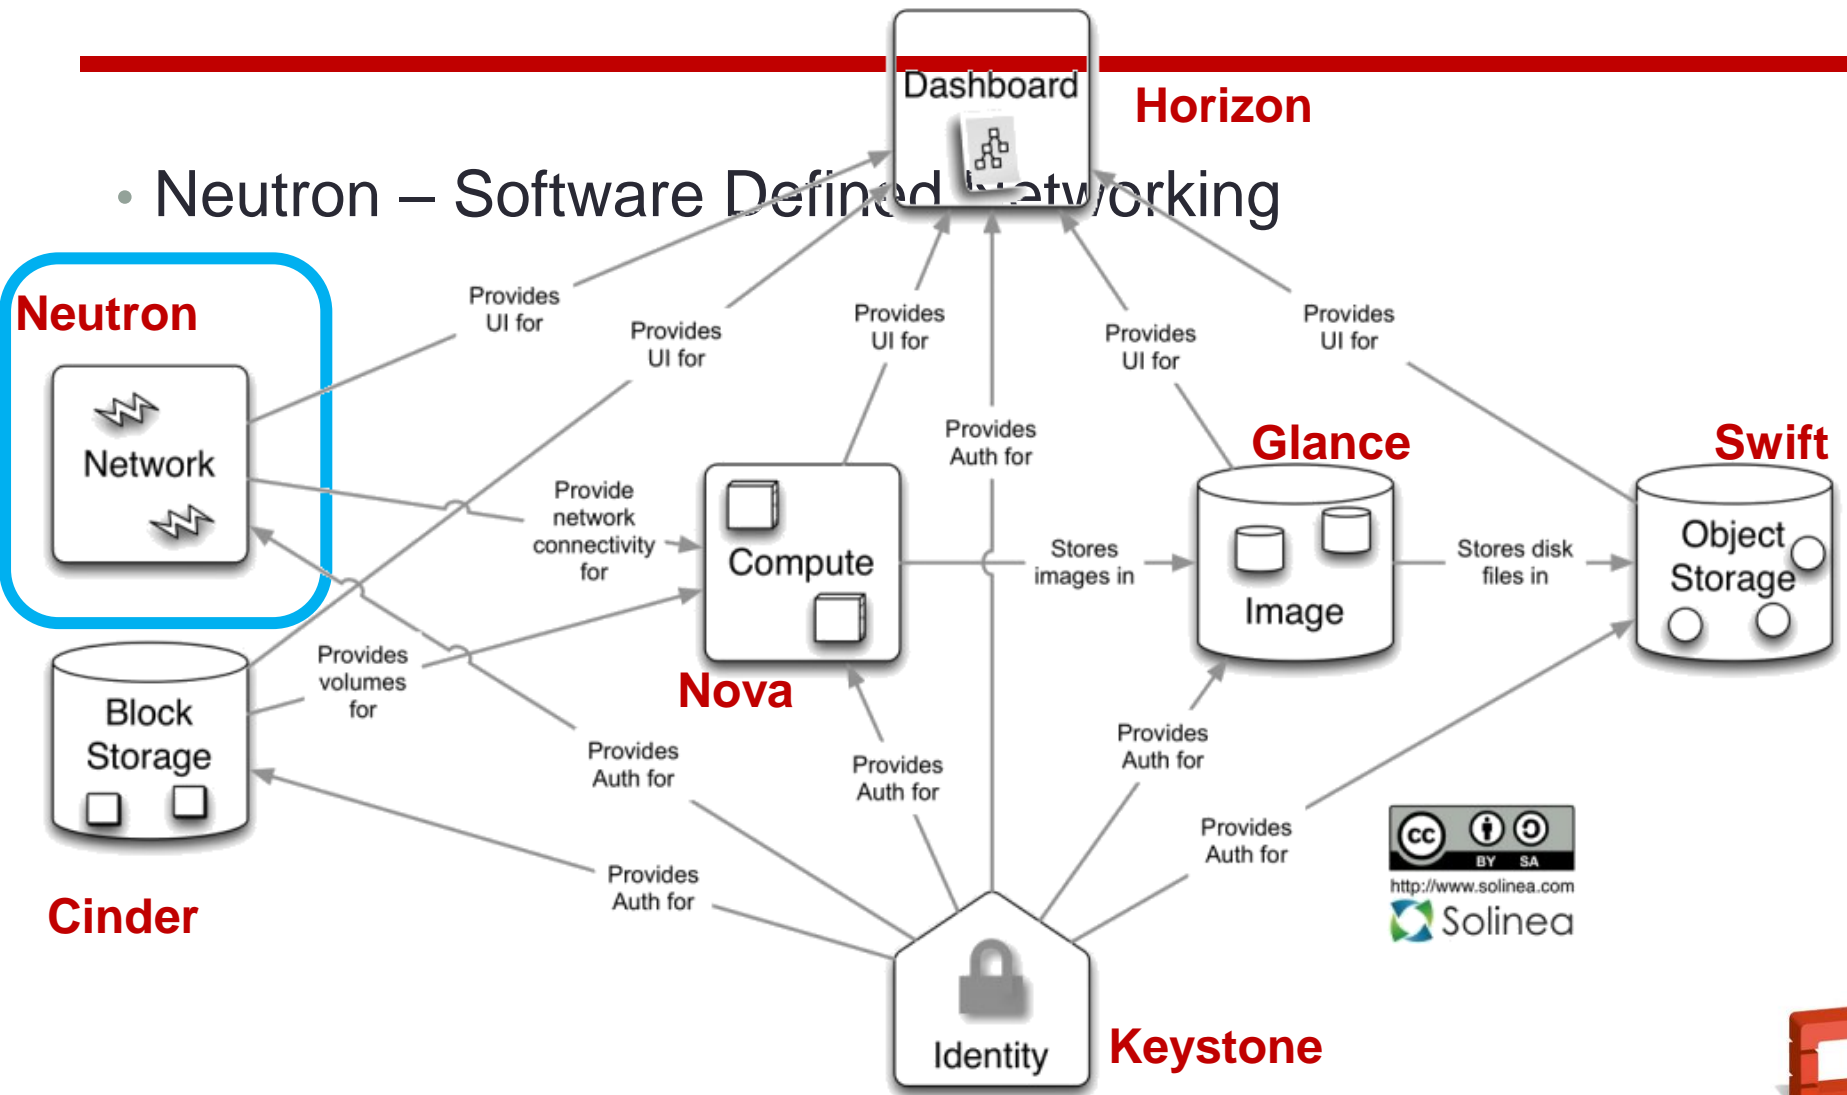 Dashboard
Horizon
• Neutron – Software Defined Networking
Neutron
Provides
UI for
Provides
UI for
Provides
UI for
Provides
UI for
Provides
UI for
Network
Provides
Auth for
Glance
Swift
Provide
network
connectivity
for
Compute
Stores
images in
Image
Stores disk
files in
Object
Storage
Nova
Provides
volumes
for
Block
Storage
Cinder
Provides
Auth for
Provides
Auth for
Provides
Auth for
Provides
Auth for
Provides
Auth for
cc
BY SA
http://www.solinea.com
Solinea
Identity
Keystone